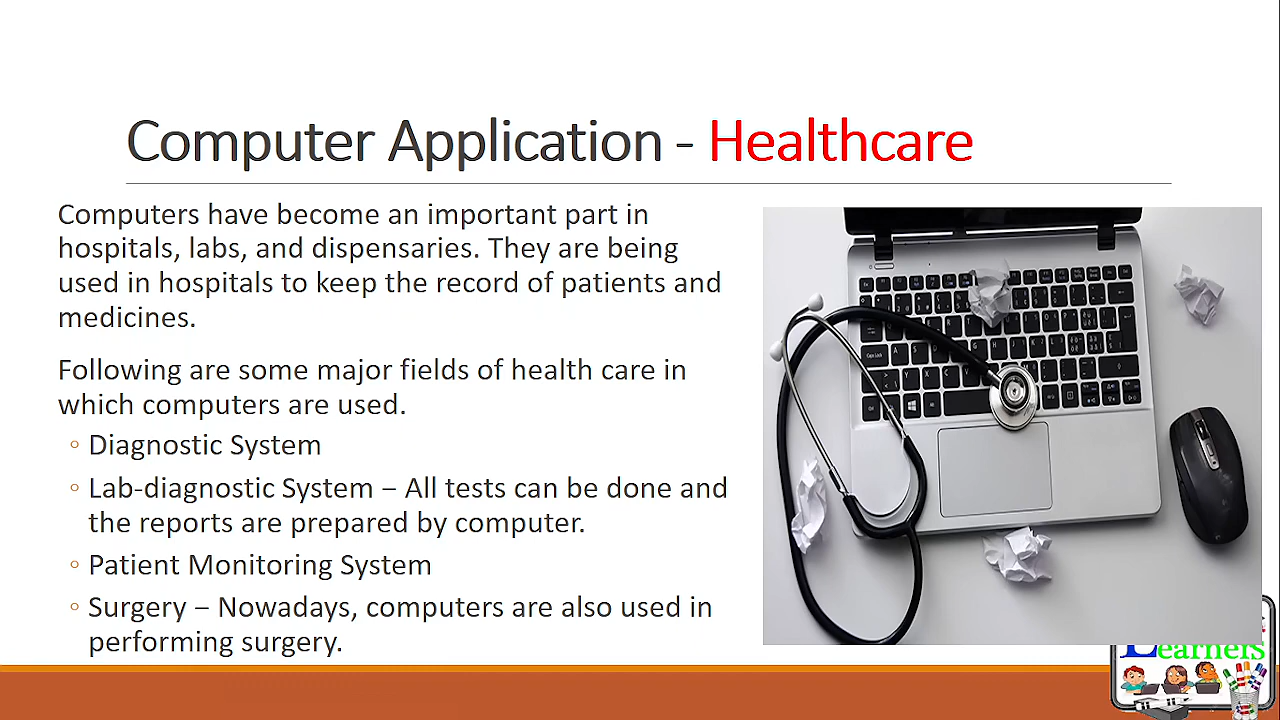 Computer Application - Healthcare
Computers have become an important part in
hospitals, labs, and dispensaries. They are being
used in hospitals to keep the record of patients and
medicines.
Following are some major fields of health care in
which computers are used.
◦ Diagnostic System
◦ Lab-diagnostic System – All tests can be done and
the reports are prepared by computer.
◦ Patient Monitoring System
◦ Surgery – Nowadays, computers are also used in
performing surgery.
Learners